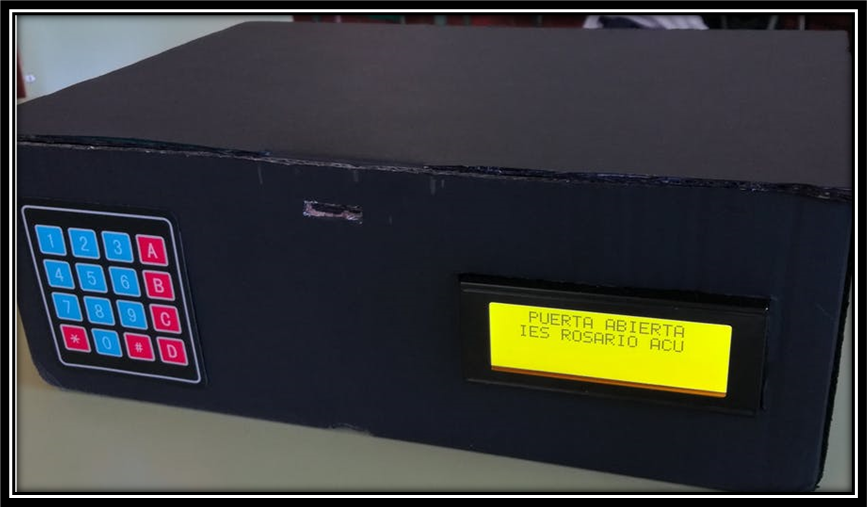 1 2 3 A
4 5 6 B
7 8 9 C
* 0 # D
PUERTA ABIERTA
IES ROSARIO ACU